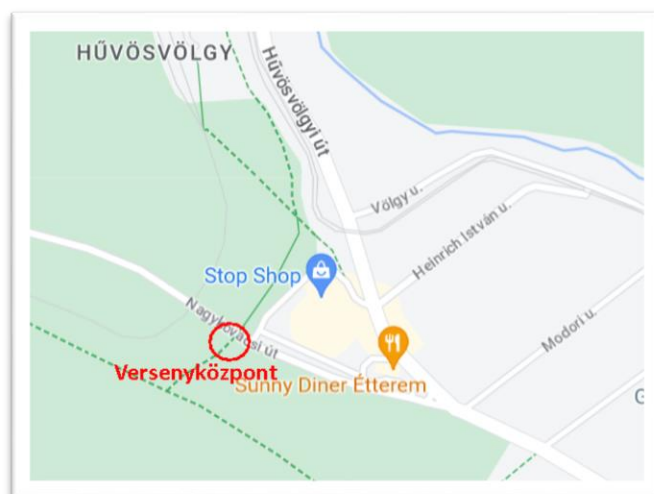 HŰVÖSVÖLGY
Hűvösvölgyi út
Völgy u.
Heinrich István u.
Stop Shop
Nagykovácsi út
Modori u.
Versenyközpont
Sunny Diner Étterem
G